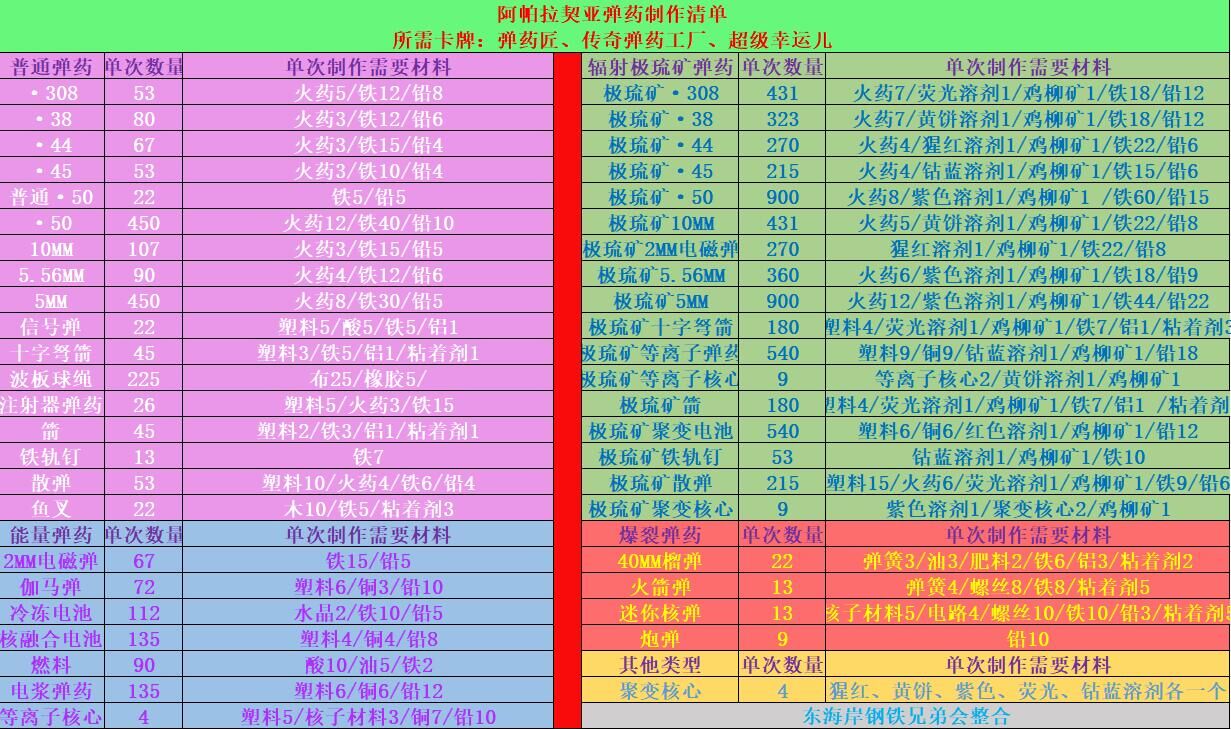 阿帕拉契亚弹药制作清单
所需卡牌：弹药匠、传奇弹药工厂、超级幸运儿
普通弹药 单次数量 单次制作需要材料 辐射极硫矿弹药 单次数量 单次制作需要材料
·308 53 火药5/铁12/铅8 极硫矿·308 431 火药7/荧光溶剂1/鸡柳矿1/铁18/铅12
·38 80 火药3/铁12/铅6 极硫矿·38 323 火药7/黄饼溶剂1/鸡柳矿1/铁18/铅12
·44 67 火药3/铁15/铅4 极硫矿·44 270 火药4/猩红溶剂1/鸡柳矿1/铁22/铅6
·45 53 火药3/铁10/铅4 极硫矿·45 215 火药4/钴蓝溶剂1/鸡柳矿1/铁15/铅6
普通·50 22 铁5/铅5 极硫矿·50 900 火药8/紫色溶剂1/鸡柳矿1 /铁60/铅15
·50 450 火药12/铁40/铅10 极硫矿10MM 431 火药5/黄饼溶剂1/鸡柳矿1/铁22/铅8
10MM 107 火药3/铁15/铅5 极硫矿2MM电磁弹 270 猩红溶剂1/鸡柳矿1/铁22/铅8
5.56MM 90 火药4/铁12/铅6 极硫矿5.56MM 360 火药6/紫色溶剂1/鸡柳矿1/铁18/铅9
5MM 450 火药8/铁30/铅5 极硫矿5MM 900 火药12/紫色溶剂1/鸡柳矿1/铁44/铅22
信号弹 22 塑料5/酸5/铁5/铝1 极硫矿十字弩箭 180 塑料4/荧光溶剂1/鸡柳矿1/铁7/铝1/粘着剂3
十字弩箭 45 塑料3/铁5/铝1/粘着剂1 极硫矿等离子弹药 540 塑料9/铜9/钴蓝溶剂1/鸡柳矿1/铅18
波板球绳 225 布25/橡胶5/ 极硫矿等离子核心 9 等离子核心2/黄饼溶剂1/鸡柳矿1
注射器弹药 26 塑料5/火药3/铁15 极硫矿箭 180 塑料4/荧光溶剂1/鸡柳矿1/铁7/铝1 /粘着剂
箭 45 塑料2/铁3/铝1/粘着剂1 极硫矿聚变电池 540 塑料6/铜6/红色溶剂1/鸡柳矿1/铅12
铁轨钉 13 铁7 极硫矿铁轨钉 53 钴蓝溶剂1/鸡柳矿1/铁10
散弹 53 塑料10/火药4/铁6/铅4 极硫矿散弹 215 塑料15/火药6/荧光溶剂1/鸡柳矿1/铁9/铅6
鱼叉 22 木10/铁5/粘着剂3 极硫矿聚变核心 9 紫色溶剂1/聚变核心2/鸡柳矿1
能量弹药 单次数量 单次制作需要材料 爆裂弹药 单次数量 单次制作需要材料
2MM电磁弹 67 铁15/铅5 40MM榴弹 22 弹簧3/油3/肥料2/铁6/铝3/粘着剂2
伽马弹 72 塑料6/铜3/铅10 火箭弹 13 弹簧4/螺丝8/铁8/粘着剂5
冷冻电池 112 水晶2/铁10/铅5 迷你核弹 13 核子材料5/电路4/螺丝10/铁10/铅3/粘着剂5
核融合电池 135 塑料4/铜4/铅8 炮弹 9 铅10
燃料 90 酸10/油5/铁2 其他类型 单次数量 单次制作需要材料
电浆弹药 135 塑料6/铜6/铅12 聚变核心 4 猩红、黄饼、紫色、荧光、钴蓝溶剂各一个
等离子核心 4 塑料5/核子材料3/铜7/铅10 东海岸钢铁兄弟会整合